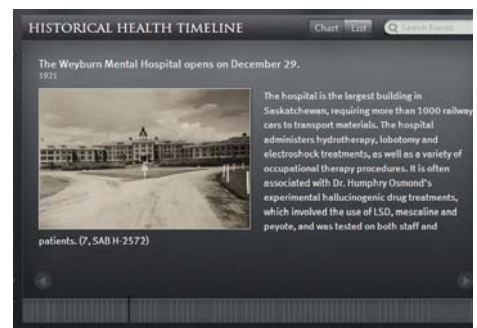 HISTORICAL HEALTH TIMELINE
Chart List Search Events
The Weyburn Mental Hospital opens on December 29.
1921
The hospital is the largest building in
Saskatchewan, requiring more than 1000 railway
cars to transport materials. The hospital
administers hydrotherapy, lobotomy and
electroshock treatments, as well as a variety of
occupational therapy procedures. It is often
associated with Dr. Humphry Osmond's
experimental hallucinogenic drug treatments,
which involved the use of LSD, mescaline and
peyote, and was tested on both staff and
patients. (7, SAB H-2572)